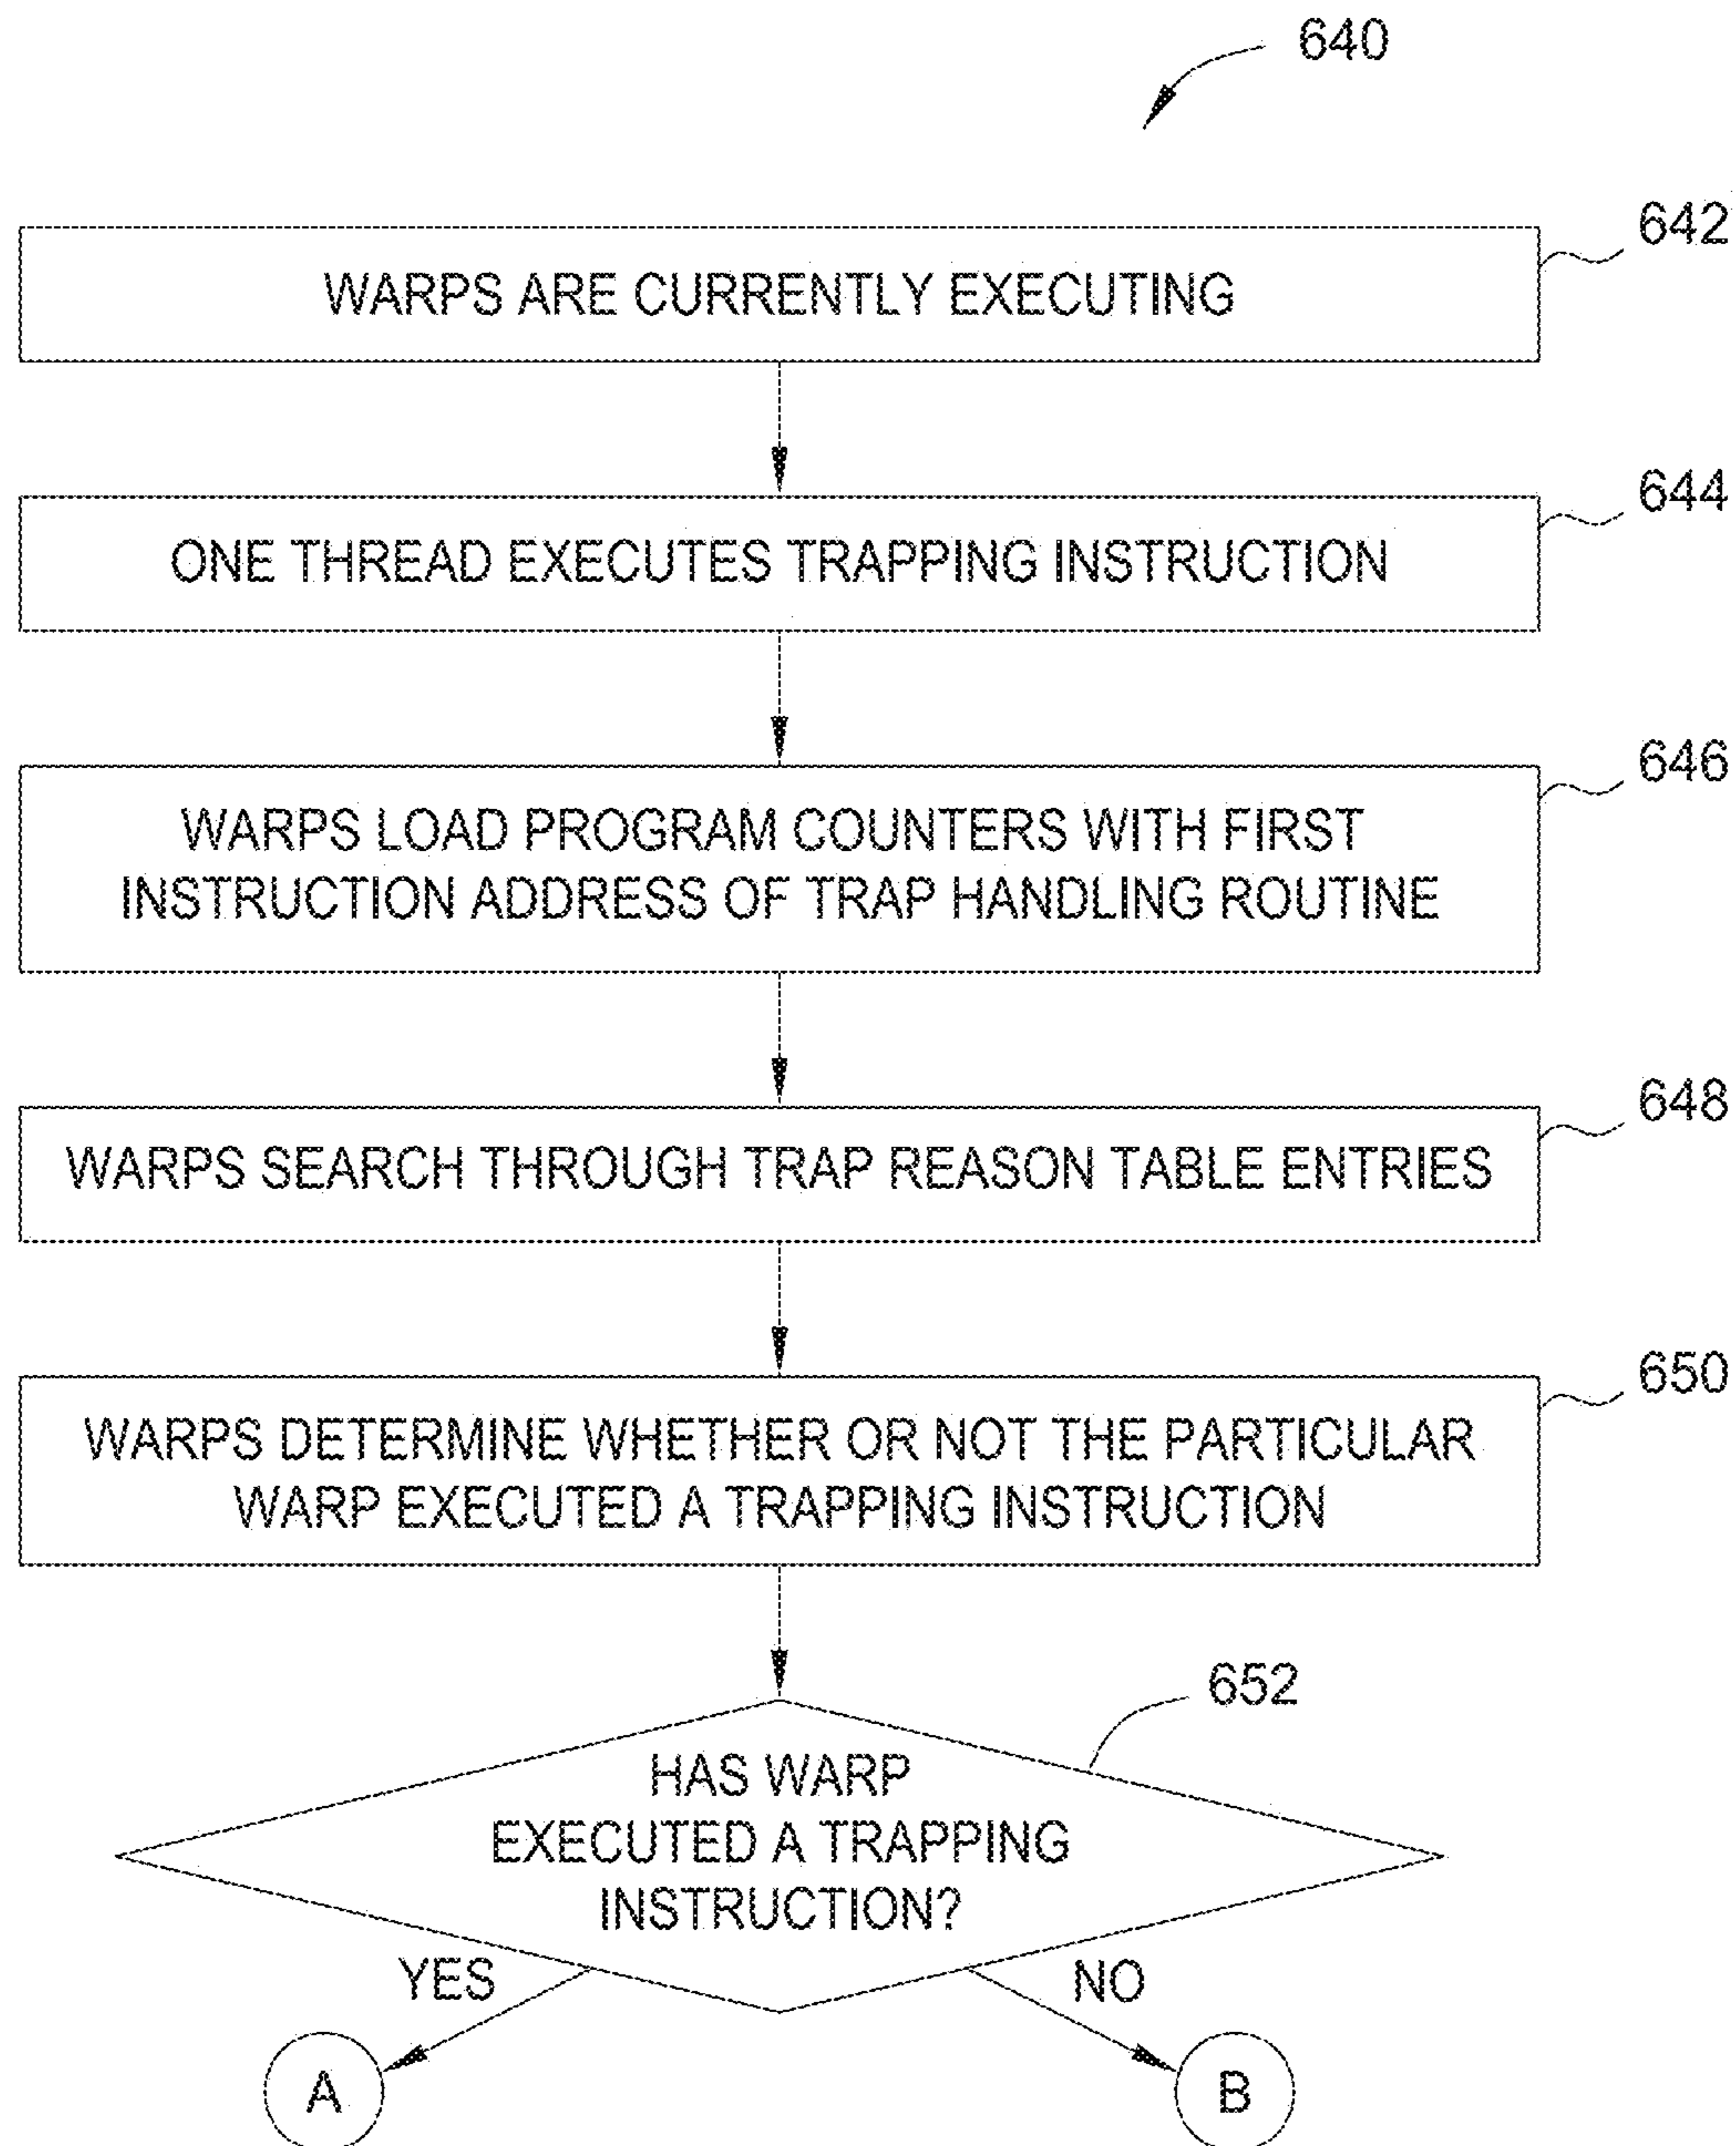 640
642
WARPS ARE CURRENTLY EXECUTING
644
ONE THREAD EXECUTES TRAPPING INSTRUCTION
646
WARPS LOAD PROGRAM COUNTERS WITH FIRST
INSTRUCTION ADDRESS OF TRAP HANDLING ROUTINE
648
WARPS SEARCH THROUGH TRAP REASON TABLE ENTRIES
650
WARPS DETERMINE WHETHER OR NOT THE PARTICULAR
WARP EXECUTED A TRAPPING INSTRUCTION
652
HAS WARP
EXECUTED A TRAPPING
INSTRUCTION?
YES
NO
A
B